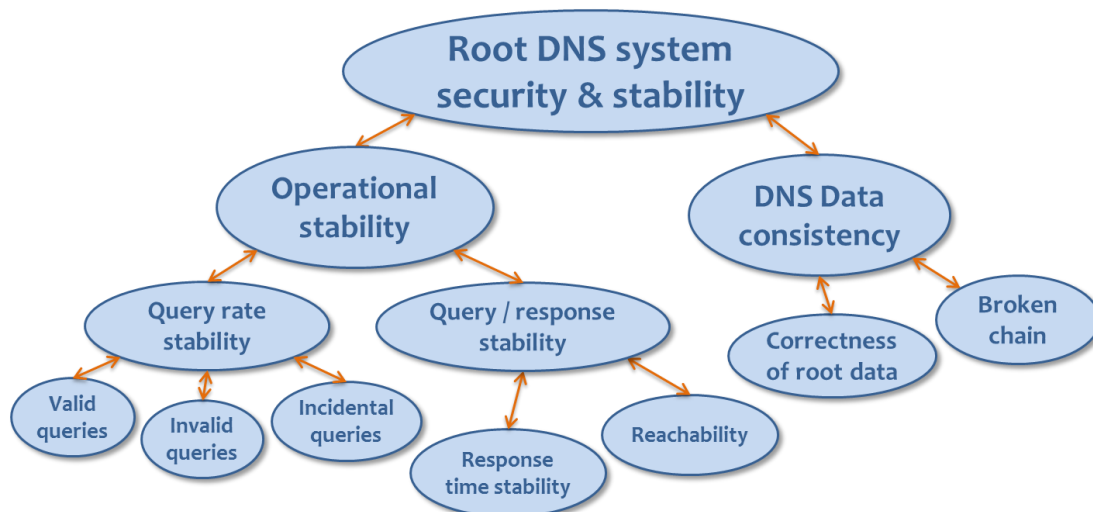 Root DNS system
security & stability
Operational
stability
DNS Data
consistency
Query rate
stability
Query / response
stability
Broken
chain
Correctness
of root data
Valid
queries
Invalid
queries
Incidental
queries
Response
time stability
Reachability